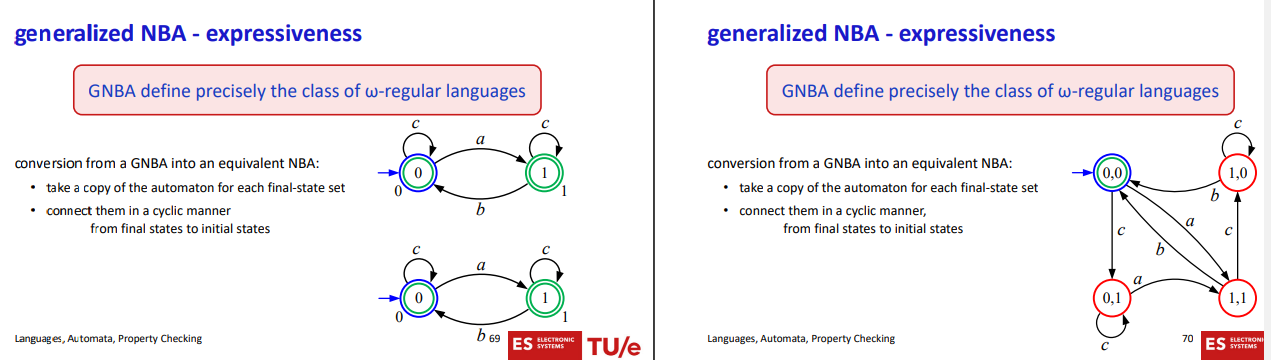 generalized NBA - expressiveness
GNBA define precisely the class of ω-regular languages
conversion from a GNBA into an equivalent NBA:
• take a copy of the automaton for each final-state set
• connect them in a cyclic manner
from final states to initial states
c
c
a
0
1
0
1
b
c
c
a
0
1
0
1
b
Languages, Automata, Property Checking
69
ES ELECTRONIC
SYSTEMS
TU/e
generalized NBA - expressiveness
GNBA define precisely the class of ω-regular languages
conversion from a GNBA into an equivalent NBA:
• take a copy of the automaton for each final-state set
• connect them in a cyclic manner,
from final states to initial states
c
0,0
1,0
b
a
c
c
b
a
0,1
1,1
c
Languages, Automata, Property Checking
70
ES ELECTRONI
SYSTEMS